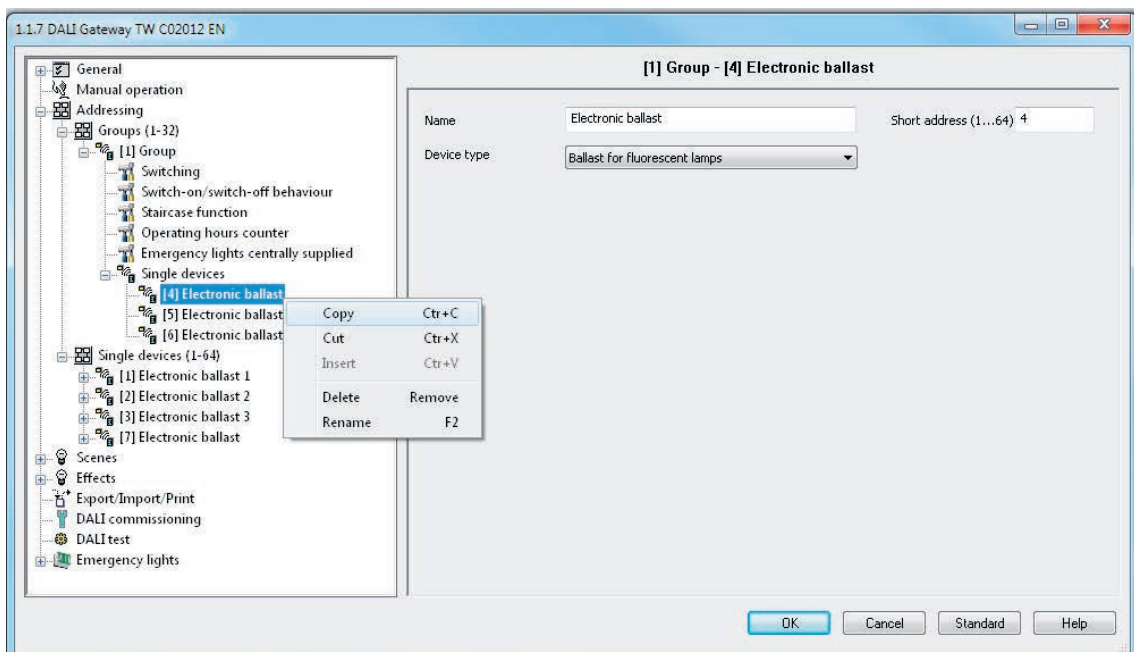 1.1.7 DALI Gateway TW C02012 EN
General
Manual operation
Addressing
Groups (1-32)
[1] Group
Switching
Switch-on/switch-off behaviour
Staircase function
Operating hours counter
Emergency lights centrally supplied
Single devices
[4] Electronic ballast
[5] Electronic ballast
[6] Electronic ballast
Single devices (1-64)
[1] Electronic ballast 1
[2] Electronic ballast 2
[3] Electronic ballast 3
[7] Electronic ballast
Scenes
Effects
Export/Import/Print
DALI commissioning
DALI test
Emergency lights
Copy Ctr+C
Cut Ctr+X
Insert Ctr+V
Delete Remove
Rename F2
[1] Group - [4] Electronic ballast
Name Electronic ballast Short address (1...64) 4
Device type Ballast for fluorescent lamps
OK Cancel Standard Help